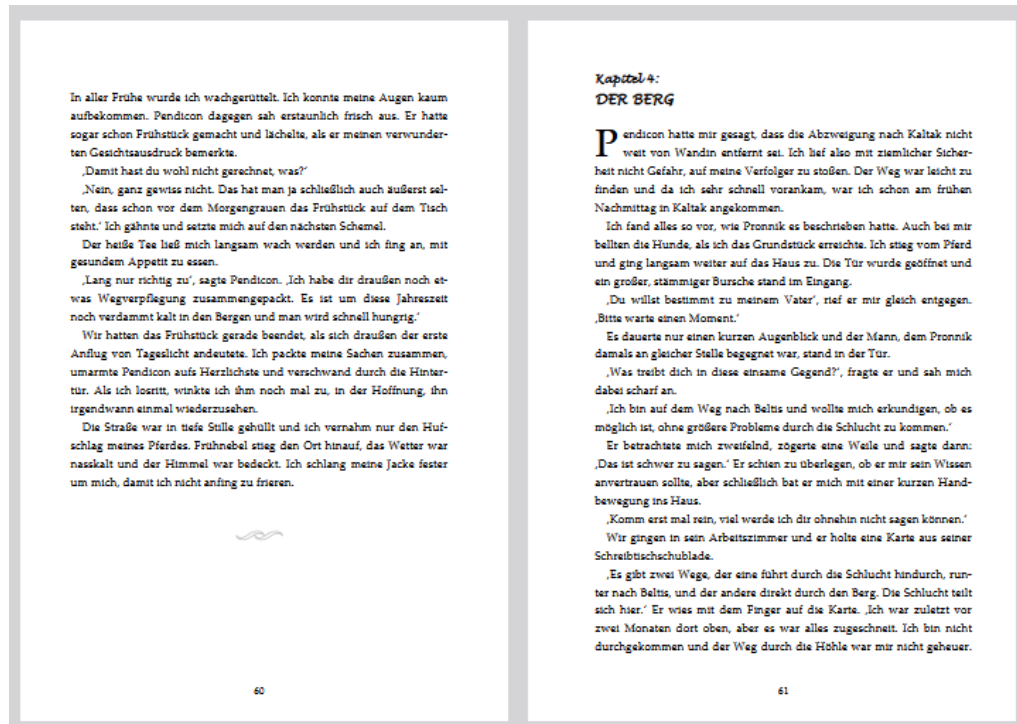 In aller Frühe wurde ich wachgerüttelt. Ich konnte meine Augen kaum
aufbekommen. Pendicon dagegen sah erstaunlich frisch aus. Er hatte
sogar schon Frühstück gemacht und lächelte, als er meinen verwunder-
ten Gesichtsausdruck bemerkte.
‚Damit hast du wohl nicht gerechnet, was?‘
‚Nein, ganz gewiss nicht. Das hat man ja schließlich auch äußerst sel-
ten, dass schon vor dem Morgengrauen das Frühstück auf dem Tisch
steht.‘ Ich gähnte und setzte mich auf den nächsten Schemel.
Der heiße Tee ließ mich langsam wach werden und ich fing an, mit
gesundem Appetit zu essen.
‚Lang nur richtig zu‘, sagte Pendicon. ‚Ich habe dir draußen noch et-
was Wegverpflegung zusammengepackt. Es ist um diese Jahreszeit
noch verdammt kalt in den Bergen und man wird schnell hungrig.‘
Wir hatten das Frühstück gerade beendet, als sich draußen der erste
Anflug von Tageslicht andeutete. Ich packte meine Sachen zusammen,
umarmte Pendicon aufs Herzlichste und verschwand durch die Hinter-
tür. Als ich losritt, winkte ich ihm noch mal zu, in der Hoffnung, ihn
irgendwann einmal wiederzusehen.
Die Straße war in tiefe Stille gehüllt und ich vernahm nur den Huf-
schlag meines Pferdes. Frühnebel stieg den Ort hinauf, das Wetter war
nasskalt und der Himmel war bedeckt. Ich schlang meine Jacke fester
um mich, damit ich nicht anfing zu frieren.
60
Kapitel 4:
DER BERG
Pendicon hatte mir gesagt, dass die Abzweigung nach Kaltak nicht
weit von Wandin entfernt sei. Ich lief also mit ziemlicher Sicher-
heit nicht Gefahr, auf meine Verfolger zu stoßen. Der Weg war leicht zu
finden und da ich sehr schnell vorankam, war ich schon am frühen
Nachmittag in Kaltak angekommen.
Ich fand alles so vor, wie Pronnik es beschrieben hatte. Auch bei mir
bellten die Hunde, als ich das Grundstück erreichte. Ich stieg vom Pferd
und ging langsam weiter auf das Haus zu. Die Tür wurde geöffnet und
ein großer, stämmiger Bursche stand im Eingang.
‚Du willst bestimmt zu meinem Vater‘, rief er mir gleich entgegen.
‚Bitte warte einen Moment.‘
Es dauerte nur einen kurzen Augenblick und der Mann, dem Pronnik
damals an gleicher Stelle begegnet war, stand in der Tür.
‚Was treibt dich in diese einsame Gegend?‘, fragte er und sah mich
dabei scharf an.
‚Ich bin auf dem Weg nach Beltis und wollte mich erkundigen, ob es
möglich ist, ohne größere Probleme durch die Schlucht zu kommen.‘
Er betrachtete mich zweifelnd, zögerte eine Weile und sagte dann:
‚Das ist schwer zu sagen.‘ Er schien zu überlegen, ob er mir sein Wissen
anvertrauen sollte, aber schließlich bat er mich mit einer kurzen Hand-
bewegung ins Haus.
‚Komm erst mal rein, viel werde ich dir ohnehin nicht sagen können.‘
Wir gingen in sein Arbeitszimmer und er holte eine Karte aus seiner
Schreibtischschublade.
‚Es gibt zwei Wege, der eine führt durch die Schlucht hindurch, run-
ter nach Beltis, und der andere direkt durch den Berg. Die Schlucht teilt
sich hier.‘ Er wies mit dem Finger auf die Karte. ‚Ich war zuletzt vor
zwei Monaten dort oben, aber es war alles zugeschneit. Ich bin nicht
durchgekommen und der Weg durch die Höhle war mir nicht geheuer.
61